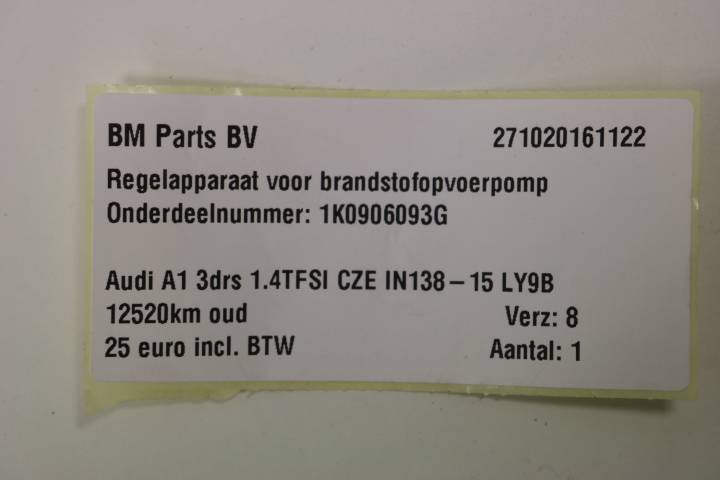 BM Parts BV 271020161122
Regelapparaat voor brandstofopvoerpomp
Onderdeelnummer: 1K0906093G
Audi A1 3drs 1.4TFSI CZE IN138 – 15 LY9B
12520km oud Verz: 8
25 euro incl. BTW Aantal: 1